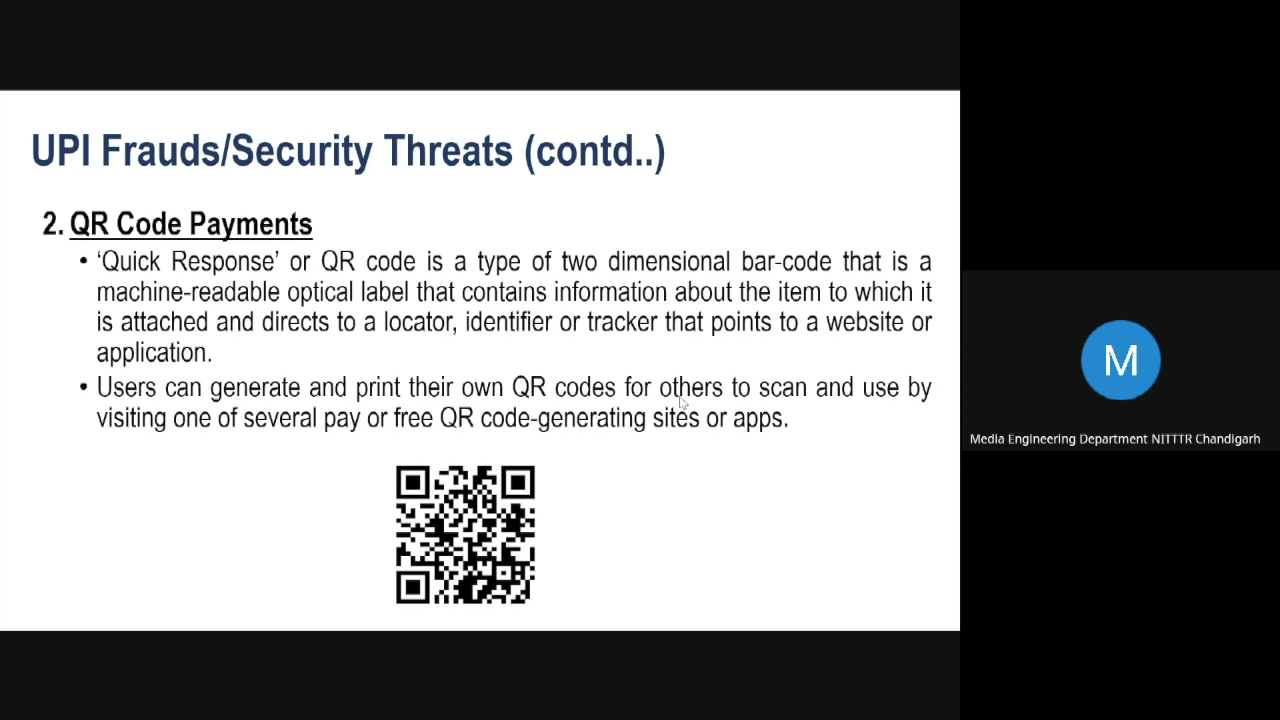 UPI Frauds/Security Threats (contd..)
2. QR Code Payments
• ‘Quick Response’ or QR code is a type of two dimensional bar-code that is a
machine-readable optical label that contains information about the item to which it
is attached and directs to a locator, identifier or tracker that points to a website or
application.
• Users can generate and print their own QR codes for others to scan and use by
visiting one of several pay or free QR code-generating sites or apps.
M
Media Engineering Department NITTTR Chandigarh